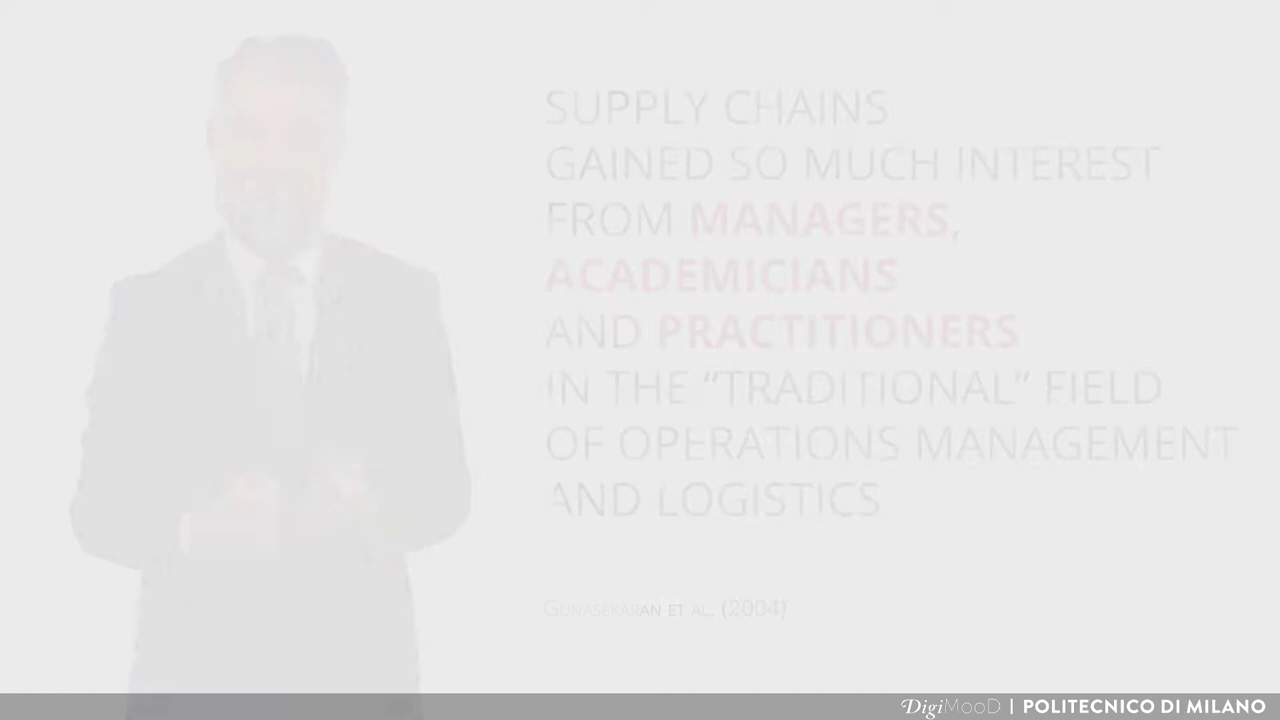 SUPPLY CHAINS
GAINED SO MUCH INTEREST
FROM MANAGERS,
ACADEMICIANS
AND PRACTITIONERS
IN THE “TRADITIONAL” FIELD
OF OPERATIONS MANAGEMENT
AND LOGISTICS
GUNASEKARAN ET AL. (2004)
DigiMooD | POLITECNICO DI MILANO